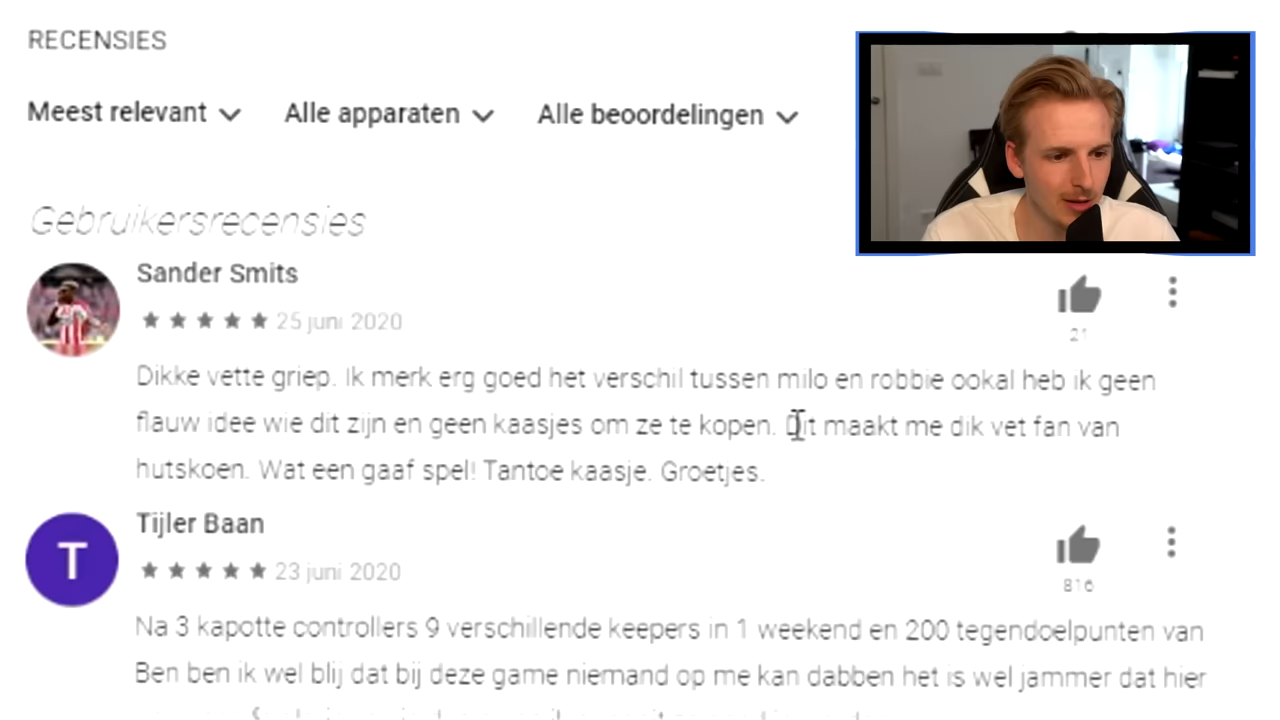 RECENSIES
Meest relevant
Alle apparaten
Alle beoordelingen
Gebruikersrecensies
Sander Smits
25 juni 2020
21
Dikke vette griep. Ik merk erg goed het verschil tussen milo en robbie ookal heb ik geen
flauw idee wie dit zijn en geen kaasjes om ze te kopen. Dit maakt me dik vet fan van
hutskoen. Wat een gaaf spel! Tantoe kaasje. Groetjes.
T
Tijler Baan
23 juni 2020
816
Na 3 kapotte controllers 9 verschillende keepers in 1 weekend en 200 tegendoelpunten van
Ben ben ik wel blij dat bij deze game niemand op me kan dabben het is wel jammer dat hier